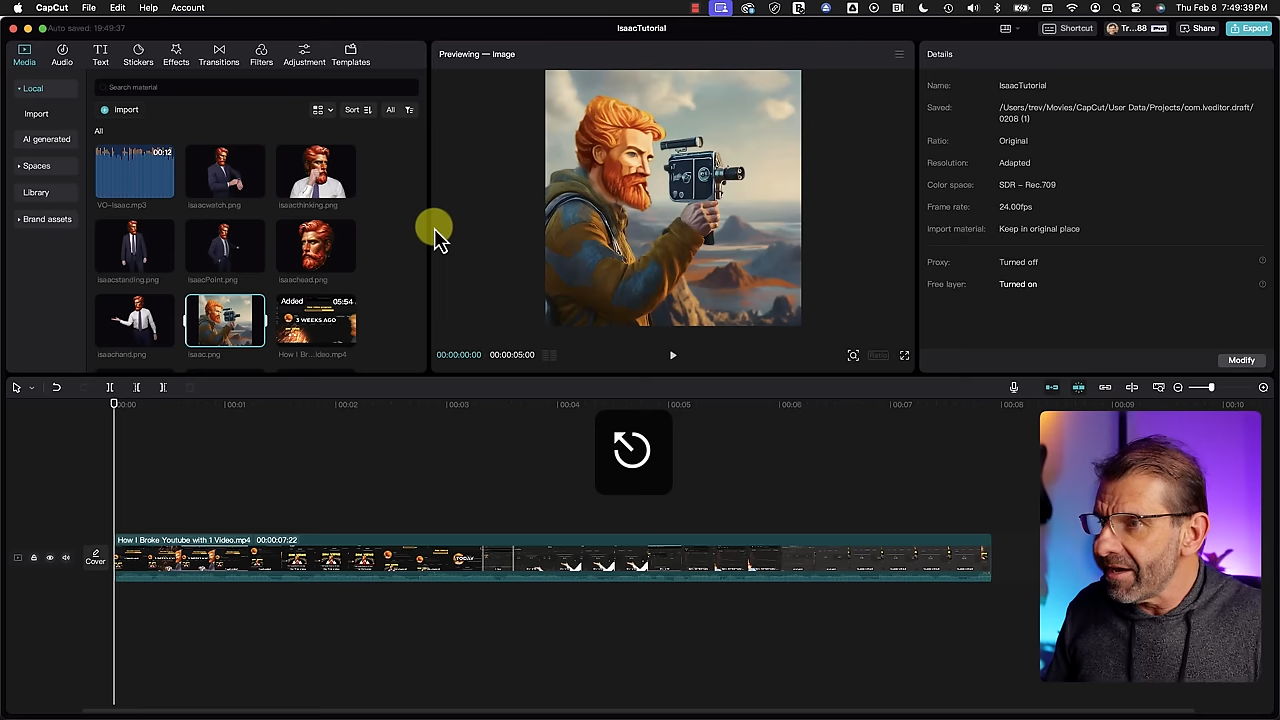 CapCut File Edit Help Account
Thu Feb 8 7:49:39 PM
Auto saved: 19:49:37
IsaacTutorial
Shortcut
Tr...88
Share
Export
Media Audio Text Stickers Effects Transitions Filters Adjustment Templates
Previewing — Image
Details
Local
Search material
Import
Import
Sort
All
AI generated
All
Spaces
Library
Brand assets
00:12
VO-Isaac.mp3
isaacwatch.png
isaacthinking.png
isaacstanding.png
isaacPoint.png
isaachead.png
Added
05:54
3 WEEKS AGO
isaachand.png
Isaac.png
How I Br...ideo.mp4
00:00:00:00 00:00:05:00
Ratio
Name: IsaacTutorial
Saved: /Users/trev/Movies/CapCut/User Data/Projects/com.lveditor.draft/
0208 (1)
Ratio: Original
Resolution: Adapted
Color space: SDR - Rec.709
Frame rate: 24.00fps
Import material: Keep in original place
Proxy: Turned off
Free layer: Turned on
Modify
00:00 00:01 00:02 00:03 00:04 00:05 00:06 00:07 00:08 00:09 00:10
How I Broke Youtube with 1 Video.mp4 00:00:07:22
Cover
TODAY